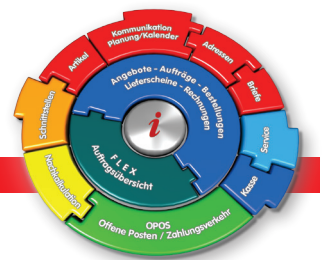 Kommunikation
Planung/Kalender
Adressen
Briefe
Service
Kasse
OPOS
Offene Posten / Zahlungsverkehr
Nachkalkulation
Schnittstellen
Artikel
Angebote - Aufträge - Bestellungen
Lieferscheine - Rechnungen
i
FLEX
Auftragsübersicht